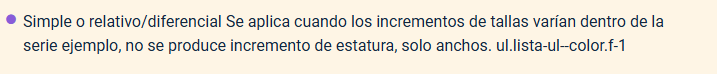 Simple o relativo/diferencial Se aplica cuando los incrementos de tallas varían dentro de la
serie ejemplo, no se produce incremento de estatura, solo anchos. ul.lista-ul--color.f-1